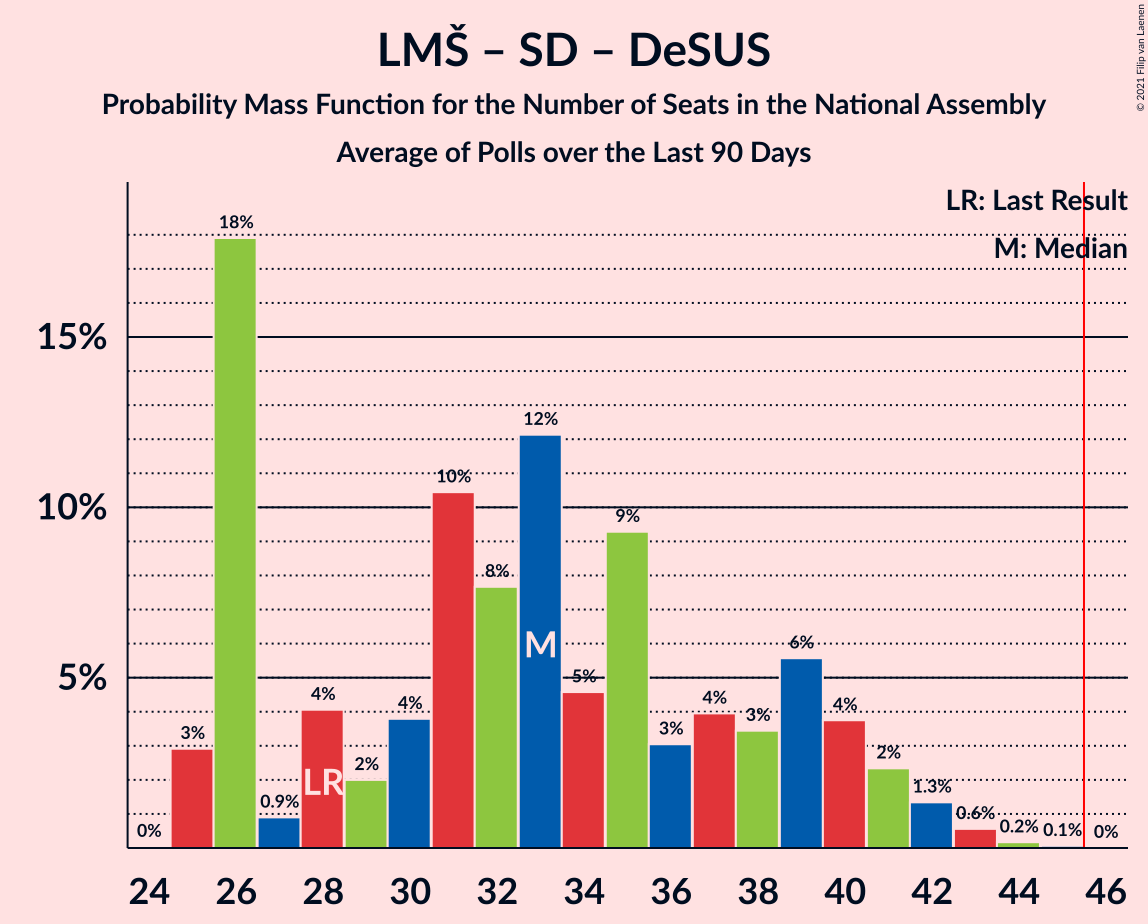 LMŠ – SD – DeSUS
Probability Mass Function for the Number of Seats in the National Assembly
Average of Polls over the Last 90 Days
© 2021 Filip van Laenen
LR: Last Result
M: Median
15%
10%
5%
0%
3%
18%
0.9%
4%
2%
4%
10%
8%
12%
5%
9%
3%
4%
3%
6%
4%
2%
1.3%
0.6%
0.2%
0.1%
0%
LR
M
24 26 28 30 32 34 36 38 40 42 44 46